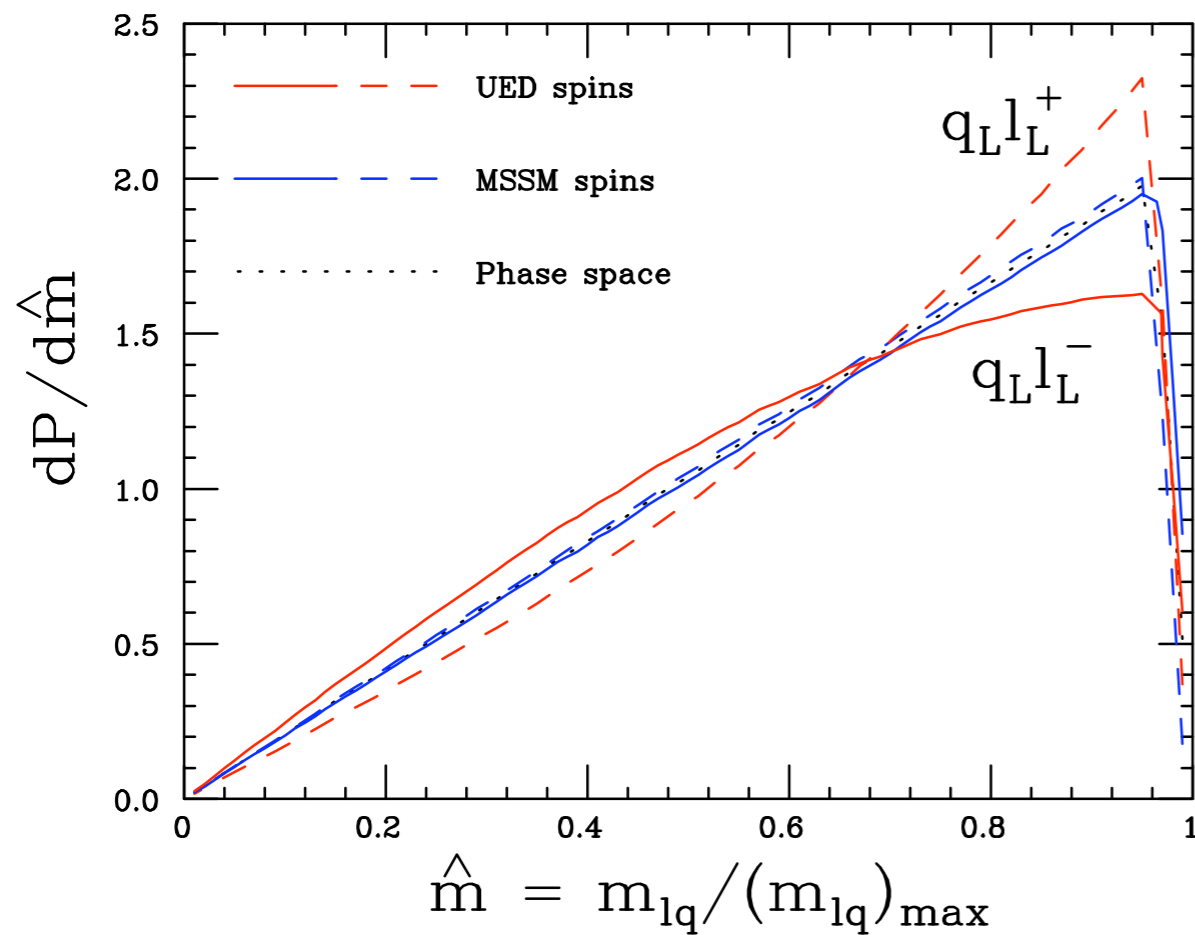 2.5
2.0
1.5
1.0
0.5
0.0
0
0.2
0.4
0.6
0.8
1
dP/dm̂
UED spins
MSSM spins
Phase space
q_L l_L^+
q_L l_L^-
m̂ = m_lq/(m_lq)_max